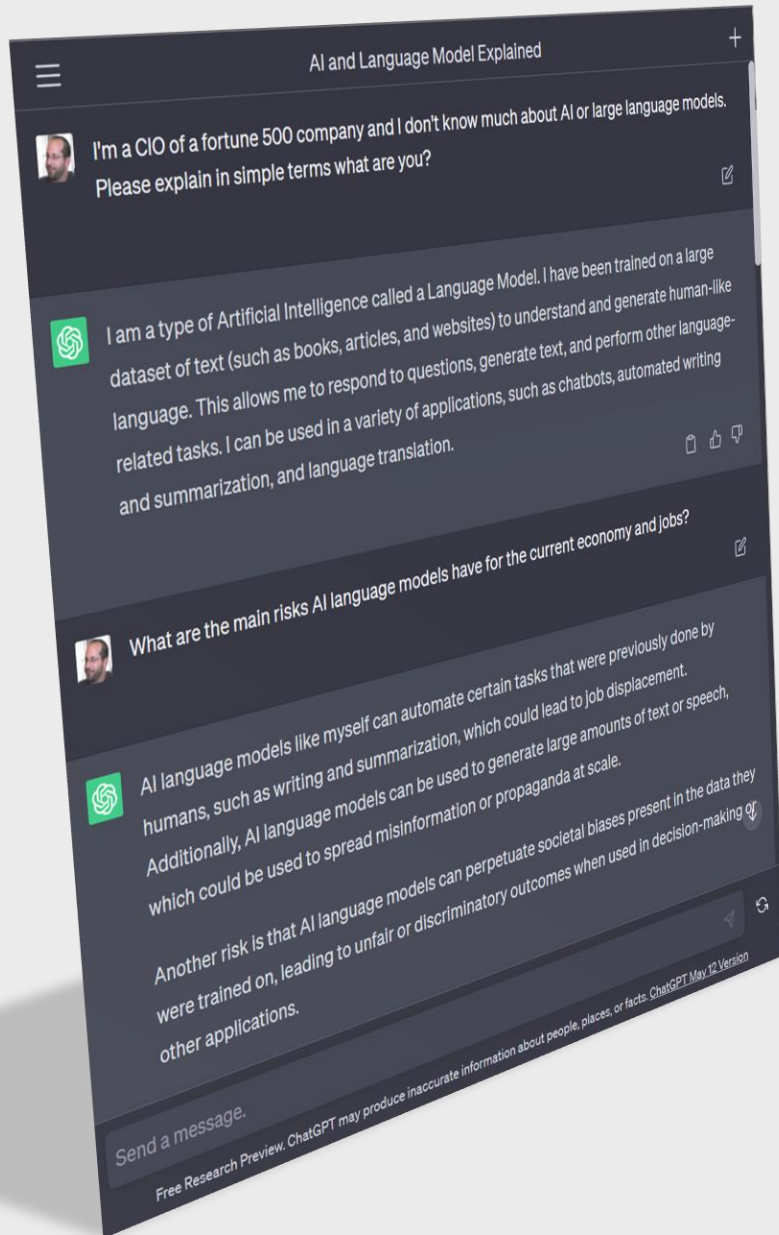 AI and Language Model Explained
I'm a CIO of a fortune 500 company and I don't know much about AI or large language models.
Please explain in simple terms what are you?
I am a type of Artificial Intelligence called a Language Model. I have been trained on a large
dataset of text (such as books, articles, and websites) to understand and generate human-like
language. This allows me to respond to questions, generate text, and perform other language-
related tasks. I can be used in a variety of applications, such as chatbots, automated writing
and summarization, and language translation.
What are the main risks AI language models have for the current economy and jobs?
AI language models like myself can automate certain tasks that were previously done by
humans, such as writing and summarization, which could lead to job displacement.
Additionally, AI language models can be used to generate large amounts of text or speech,
which could be used to spread misinformation or propaganda at scale.
Another risk is that AI language models can perpetuate societal biases present in the data they
were trained on, leading to unfair or discriminatory outcomes when used in decision-making or
other applications.
Send a message.
Free Research Preview. ChatGPT may produce inaccurate information about people, places, or facts. ChatGPT May 12 Version